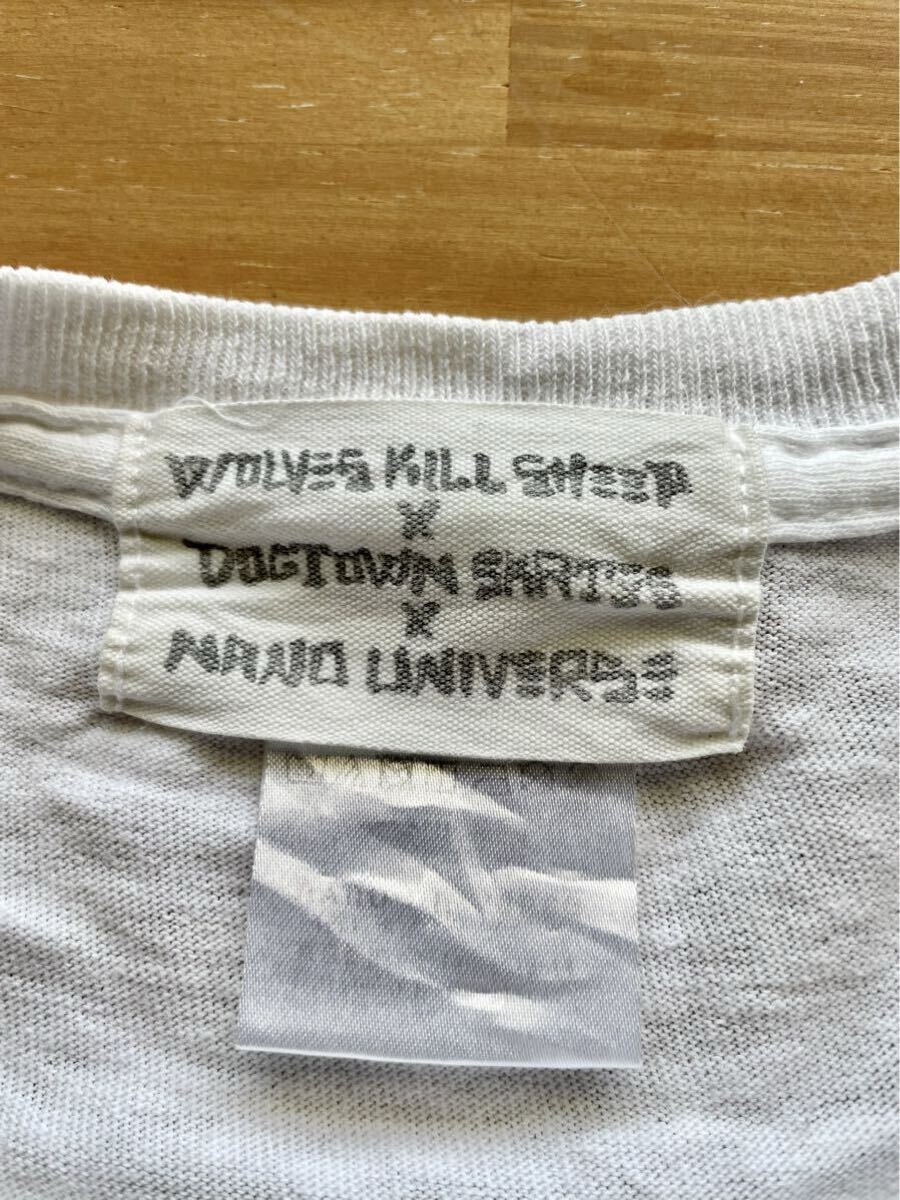 WOLVES KILL SHEEP
X
DOGTOWN SKATES
X
NANO UNIVERSE